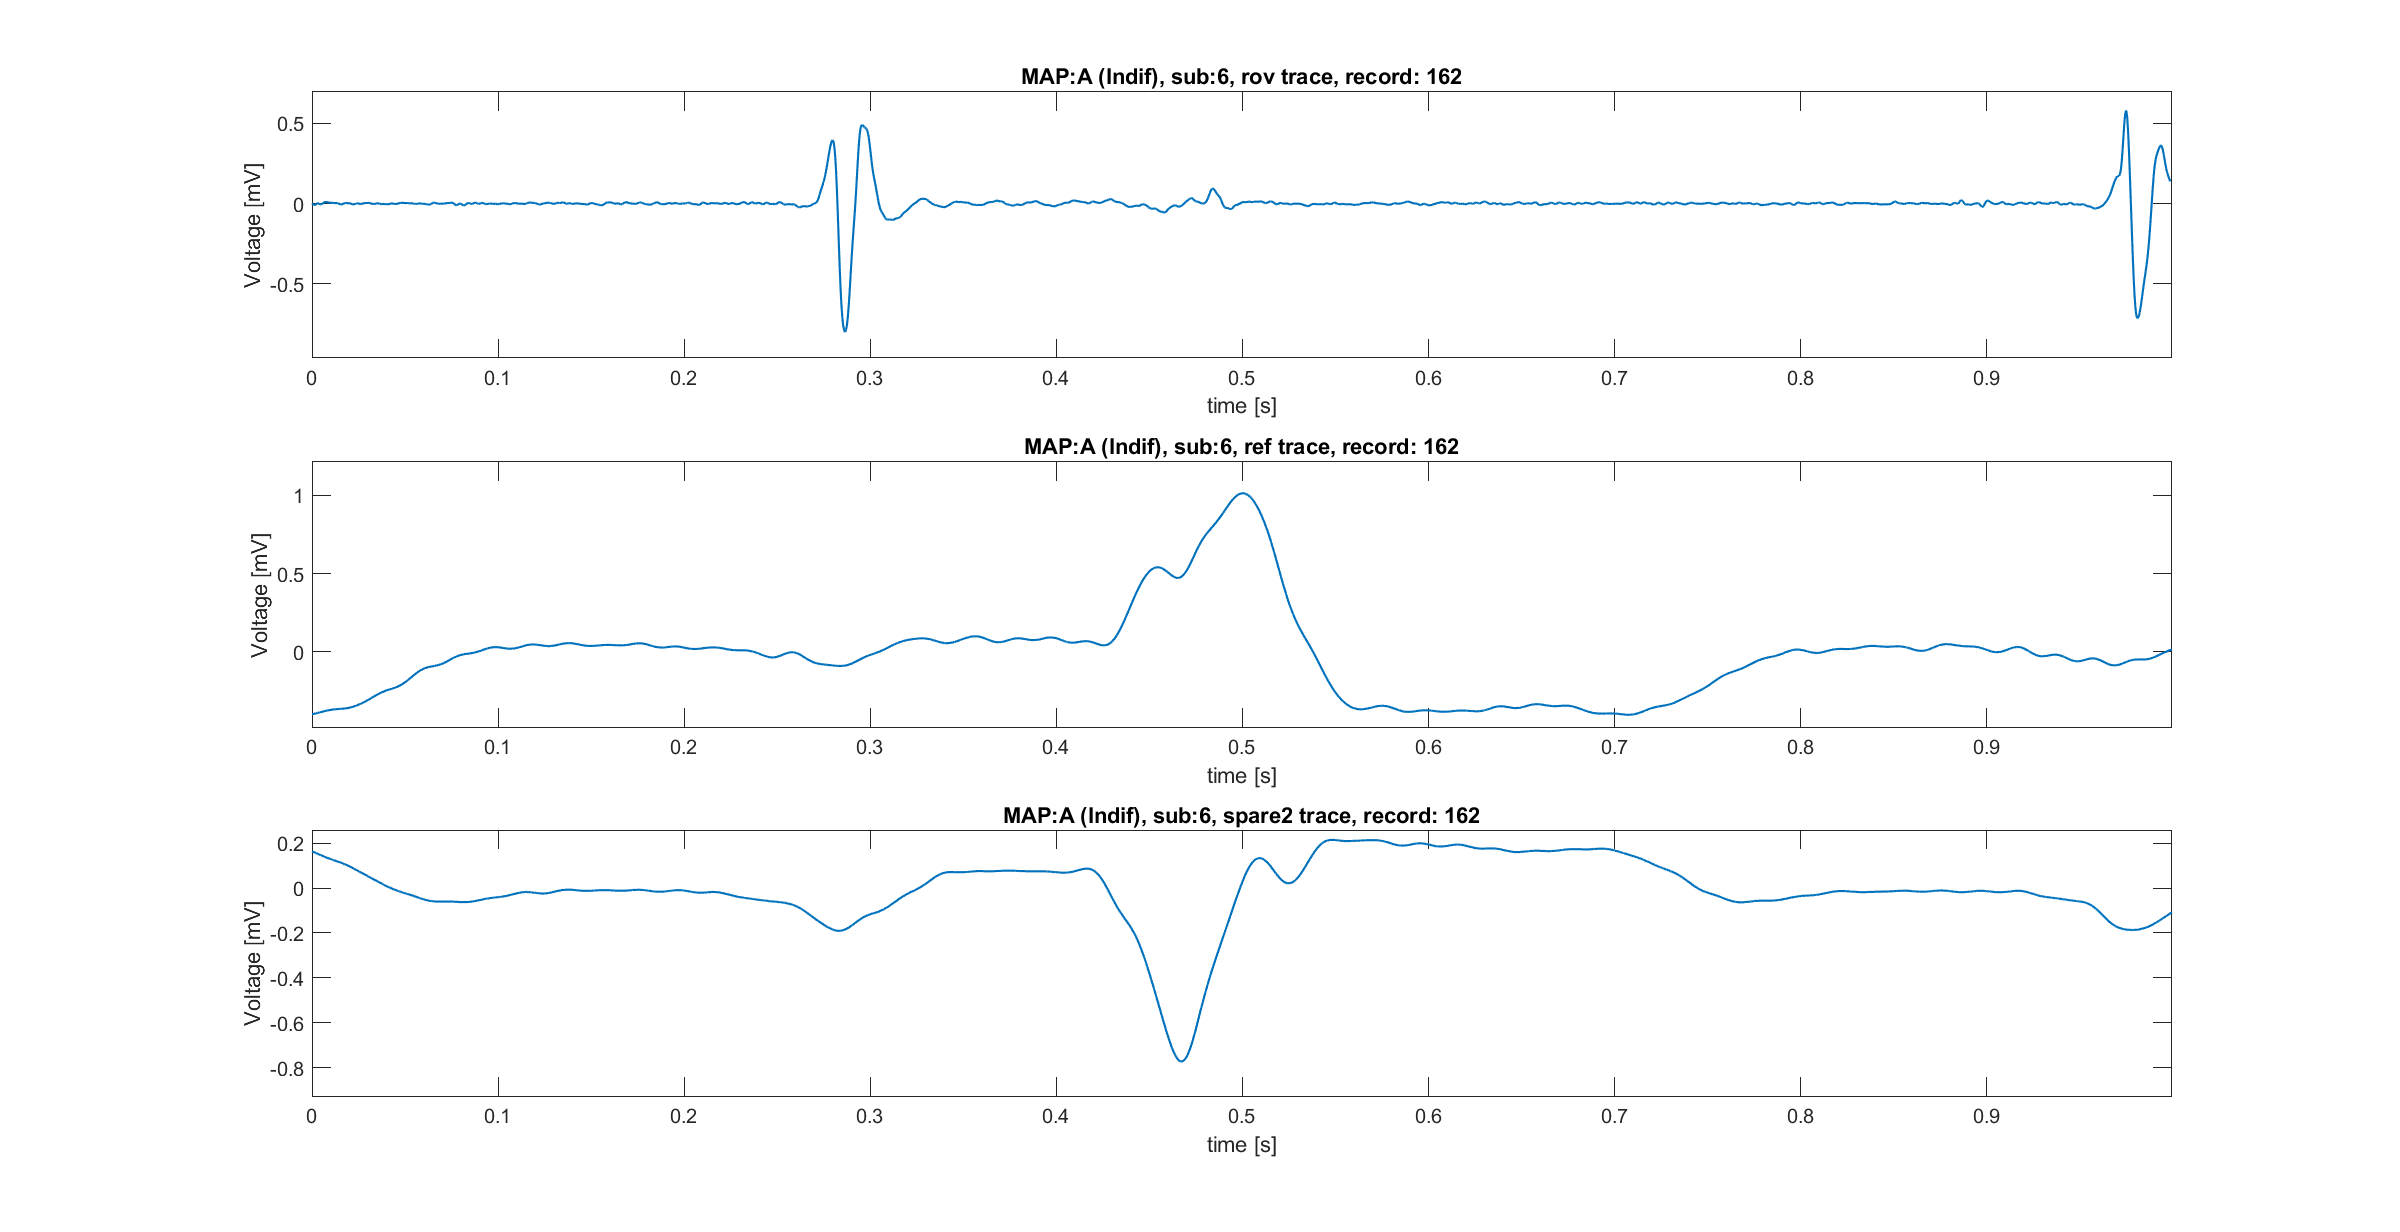 MAP:A (Indif), sub:6, rov trace, record: 162
Voltage [mV]
0.5
0
-0.5
0 0.1 0.2 0.3 0.4 0.5 0.6 0.7 0.8 0.9
time [s]
MAP:A (Indif), sub:6, ref trace, record: 162
Voltage [mV]
1
0.5
0
0 0.1 0.2 0.3 0.4 0.5 0.6 0.7 0.8 0.9
time [s]
MAP:A (Indif), sub:6, spare2 trace, record: 162
Voltage [mV]
0.2
0
-0.2
-0.4
-0.6
-0.8
0 0.1 0.2 0.3 0.4 0.5 0.6 0.7 0.8 0.9
time [s]